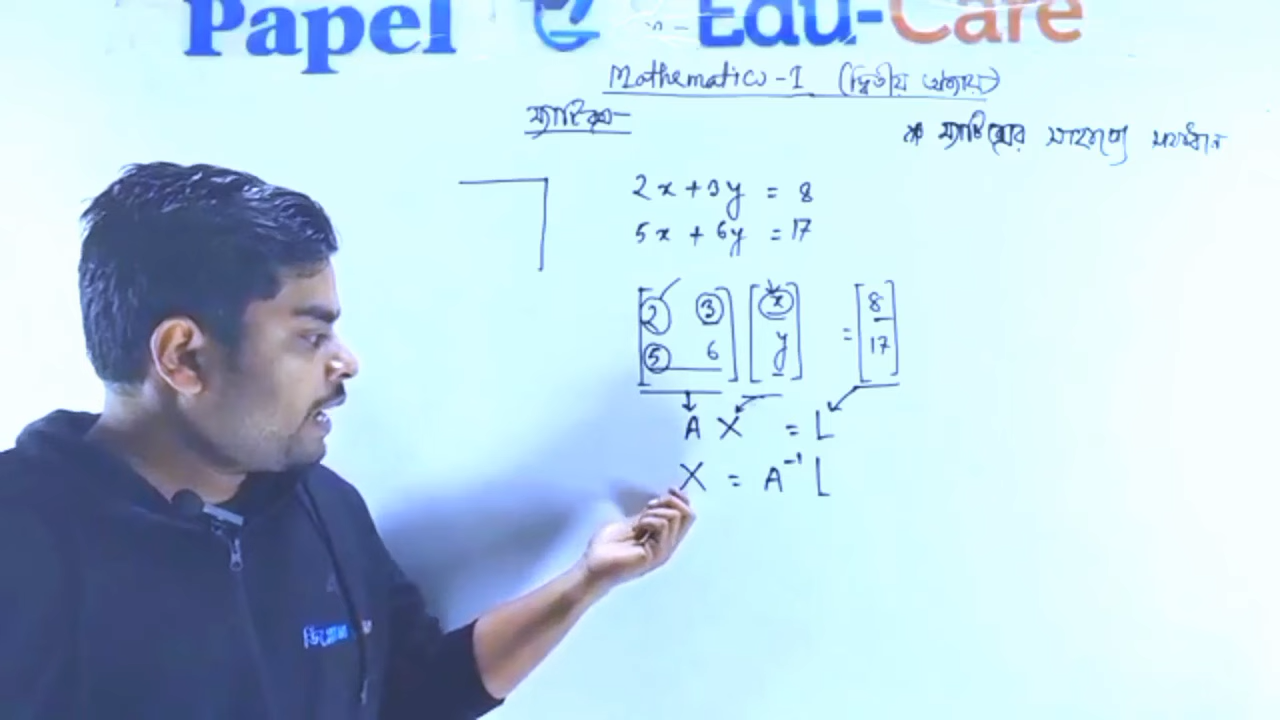 Papel Edu-Care
Mathematics-I (দ্বিতীয় অধ্যায়)
ম্যাট্রিক্স-
ম্যাট্রিক্সের সাহায্যে সমাধান
2x + 3y = 8
5x + 6y = 17
[2 3] [x] = [8]
[5 6] [y] [17]
A X = L
X = A⁻¹ L